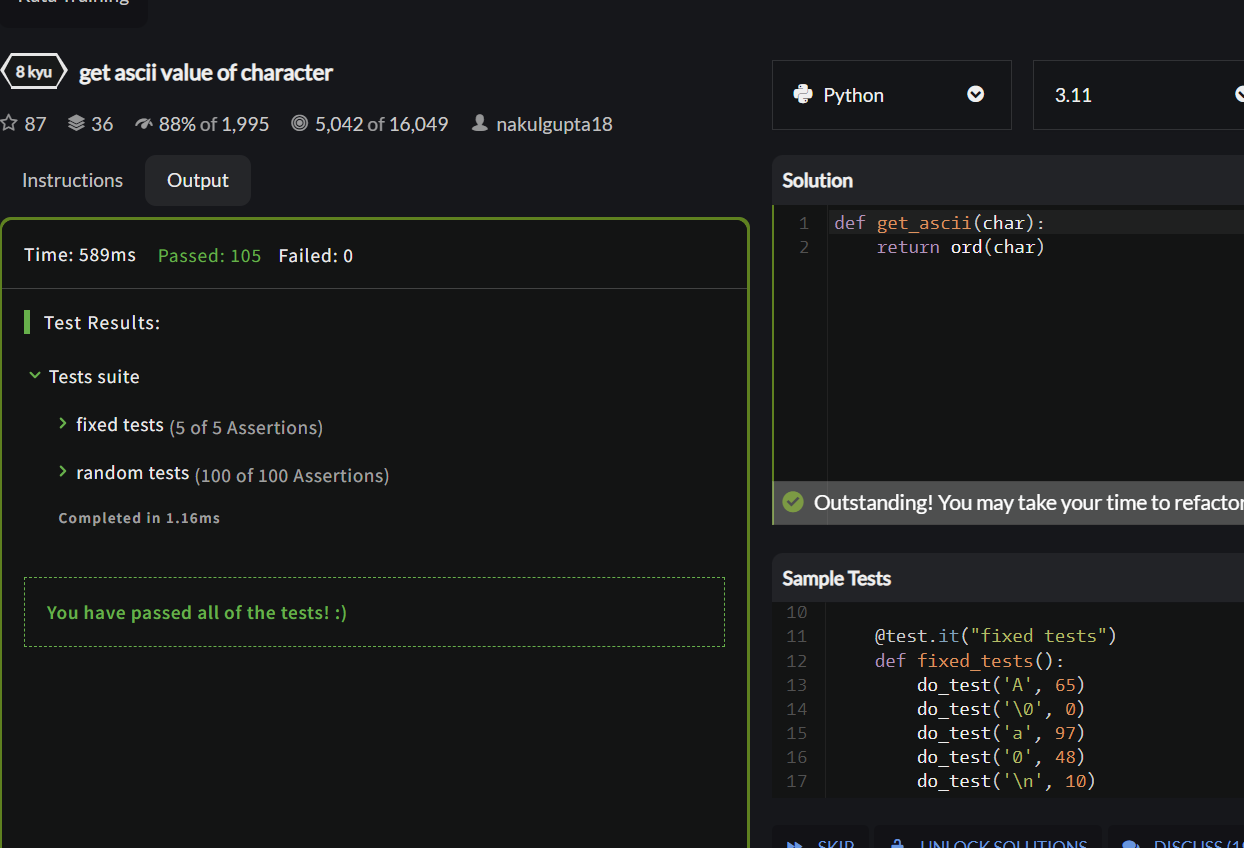 Kata Training
8 kyu get ascii value of character
87 36 88% of 1,995 5,042 of 16,049 nakulgupta18
Instructions Output
Time: 589ms Passed: 105 Failed: 0
Test Results:
Tests suite
fixed tests (5 of 5 Assertions)
random tests (100 of 100 Assertions)
Completed in 1.16ms
You have passed all of the tests! :)
Python 3.11
Solution
1 def get_ascii(char):
2 return ord(char)
Outstanding! You may take your time to refactor
Sample Tests
10
11 @test.it("fixed tests")
12 def fixed_tests():
13 do_test('A', 65)
14 do_test('\0', 0)
15 do_test('a', 97)
16 do_test('0', 48)
17 do_test('\n', 10)
SKIP UNLOCK SOLUTIONS DISCUSS